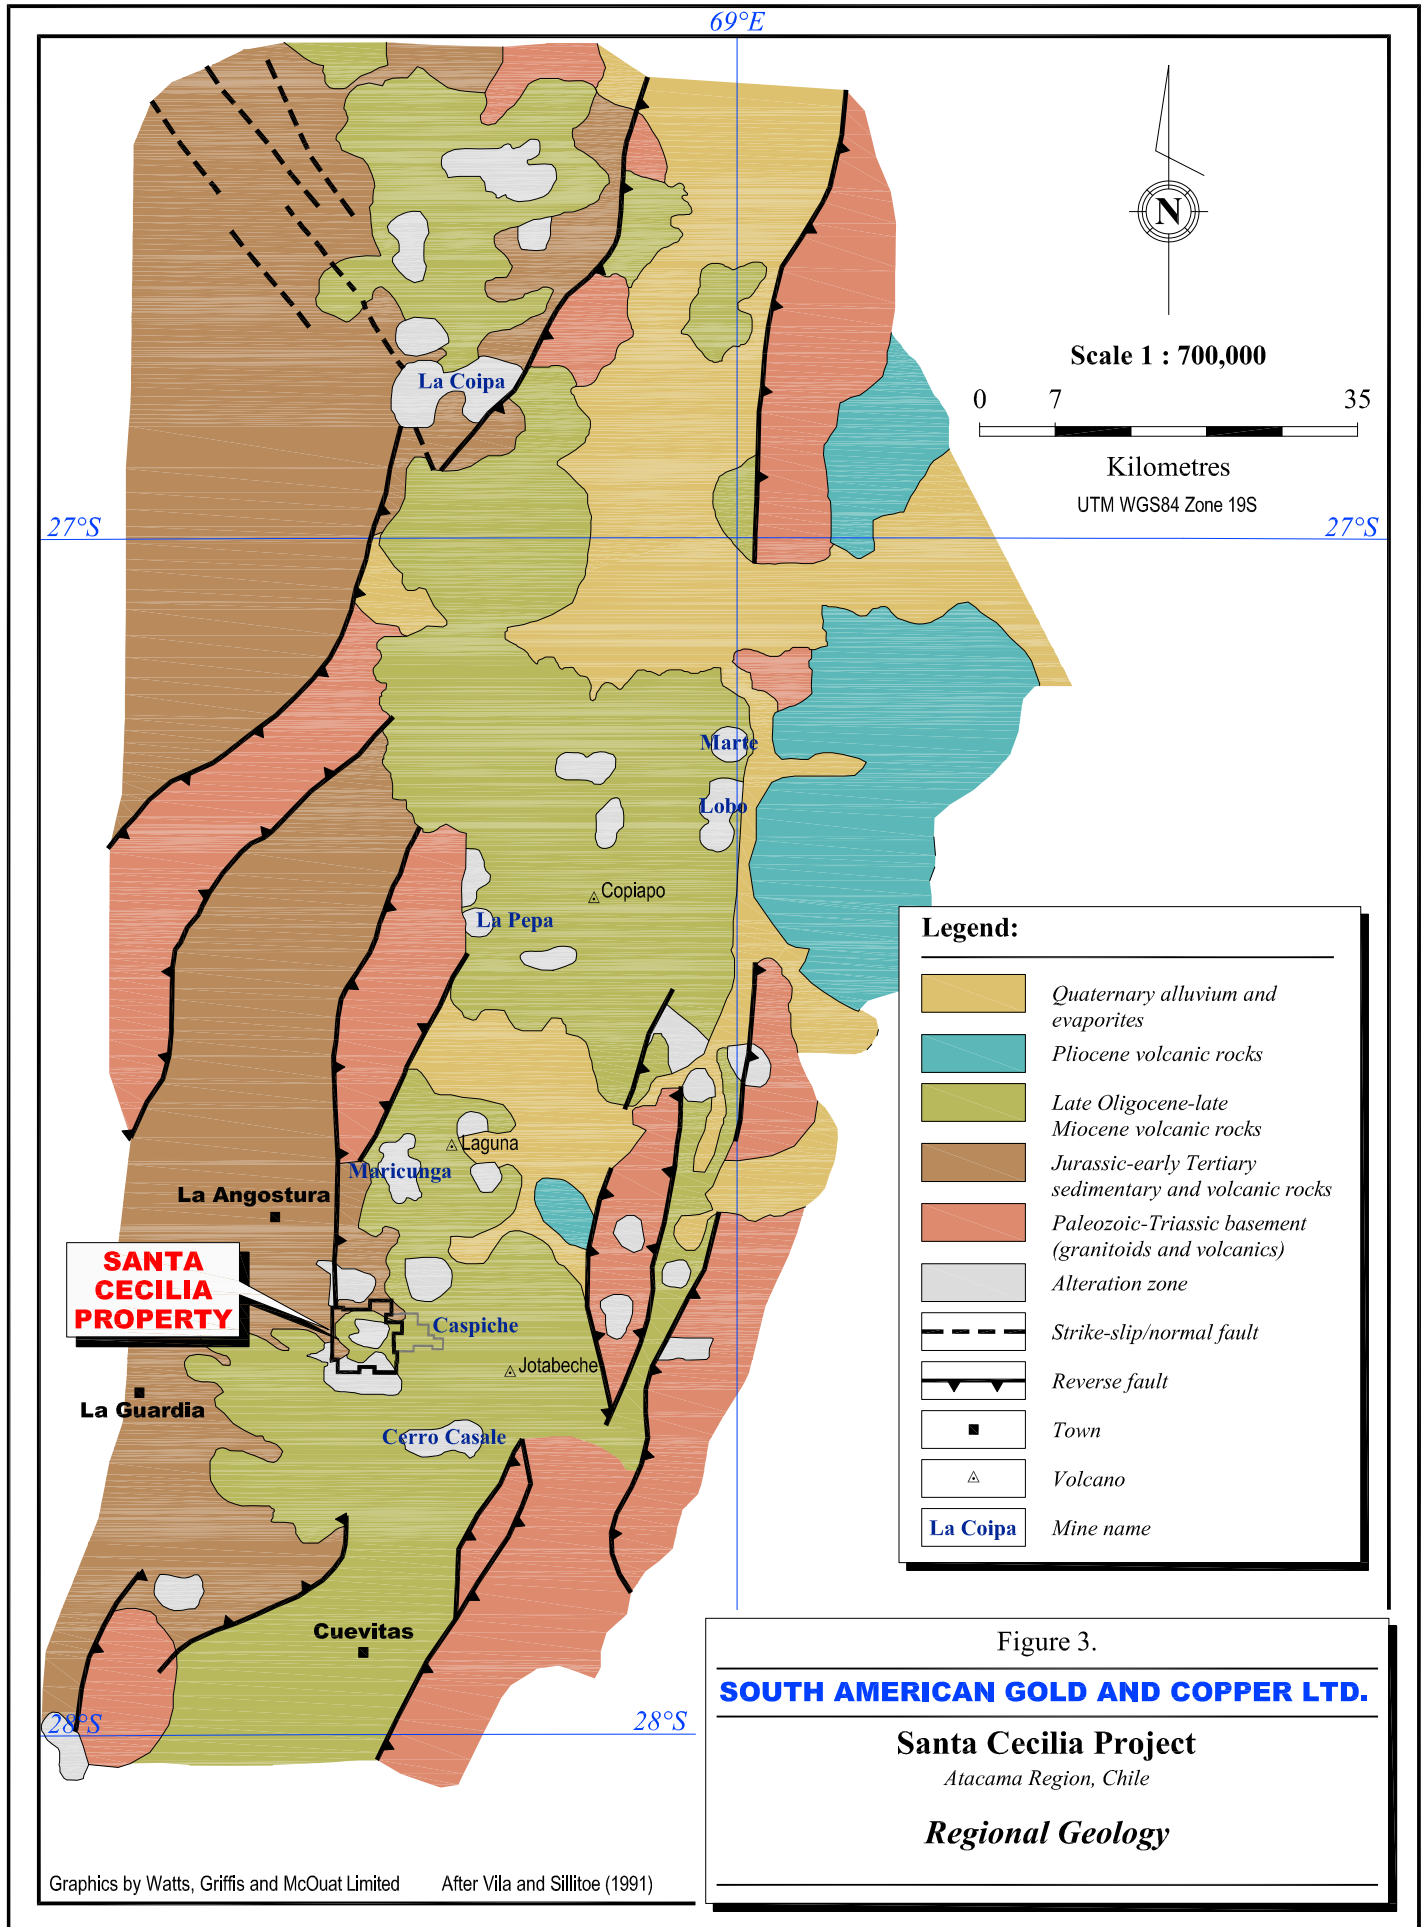 69°E
N
Scale 1 : 700,000
0 7 35
Kilometres
UTM WGS84 Zone 19S
La Coipa
27°S 27°S
Marte
Lobo
Copiapo
La Pepa
Laguna
Maricunga
La Angostura
SANTA
CECILIA
PROPERTY
Caspiche
Jotabeche
La Guardia
Cerro Casale
Cuevitas
28°S 28°S
Legend:
Quaternary alluvium and
evaporites
Pliocene volcanic rocks
Late Oligocene-late
Miocene volcanic rocks
Jurassic-early Tertiary
sedimentary and volcanic rocks
Paleozoic-Triassic basement
(granitoids and volcanics)
Alteration zone
Strike-slip/normal fault
Reverse fault
Town
Volcano
La Coipa Mine name
Figure 3.
SOUTH AMERICAN GOLD AND COPPER LTD.
Santa Cecilia Project
Atacama Region, Chile
Regional Geology
Graphics by Watts, Griffis and McOuat Limited After Vila and Sillitoe (1991)